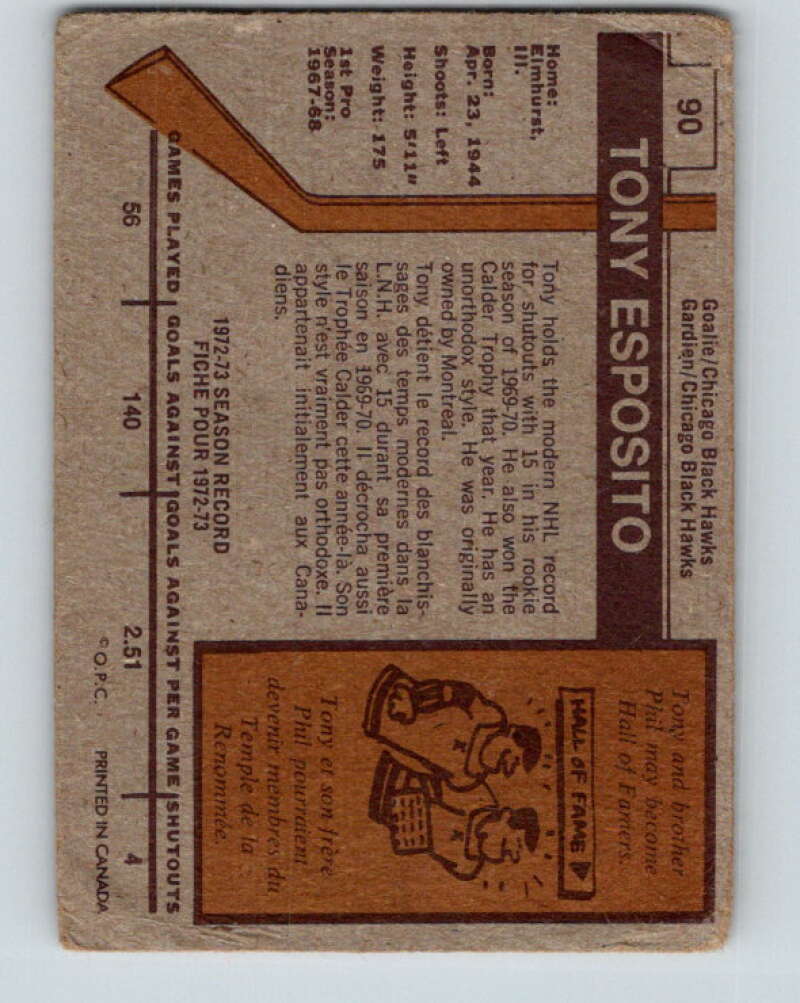 90
Goalie/Chicago Black Hawks
Gardien/Chicago Black Hawks
TONY ESPOSITO
Home:
Elmhurst,
Ill.
Born:
Apr. 23, 1944
Shoots: Left
Height: 5'11"
Weight: 175
1st Pro
Season:
1967-68
Tony holds the modern NHL record
for shutouts with 15 in his rookie
season of 1969-70. He also won the
Calder Trophy that year. He has an
unorthodox style. He was originally
owned by Montreal.
Tony détient le record des blanchis-
sages des temps modernes dans la
L.N.H. avec 15 durant sa première
saison en 1969-70. Il décrocha aussi
le Trophée Calder cette année-là. Son
style n'est vraiment pas orthodoxe. Il
appartenait initialement aux Cana-
diens.
Tony and brother
Phil may become
Hall of Famers.
HALL OF FAME
Tony et son frère
Phil pourraient
devenir membres du
Temple de la
Renommée.
1972-73 SEASON RECORD
FICHE POUR 1972-73
GAMES PLAYED GOALS AGAINST GOALS AGAINST PER GAME SHUTOUTS
56 140 2.51 4
© O.P.C. PRINTED IN CANADA